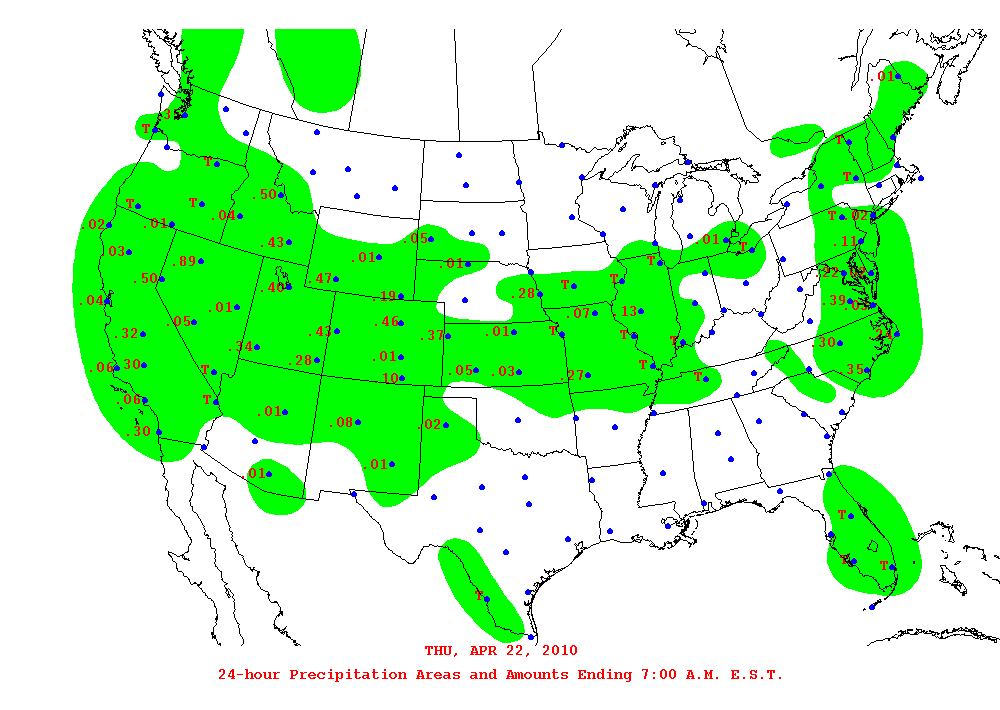 .01
.35
T
T
T
.50
T
T
.04
.02
T
.02
.01
T
.11
.43
.05
.01
T
.03
.89
.01
.01
T
.22
.50
.47
T
T
.40
.28
.04
.19
.39
.01
.07
.13
.05
.46
.32
.43
.37
.01
T
T
.34
.30
T
.01
.06
.30
.28
T
.35
T
.05
.03
.27
T
.10
.06
T
.01
.08
.02
.30
.01
.01
T
T
T
THU, APR 22, 2010
24-hour Precipitation Areas and Amounts Ending 7:00 A.M. E.S.T.